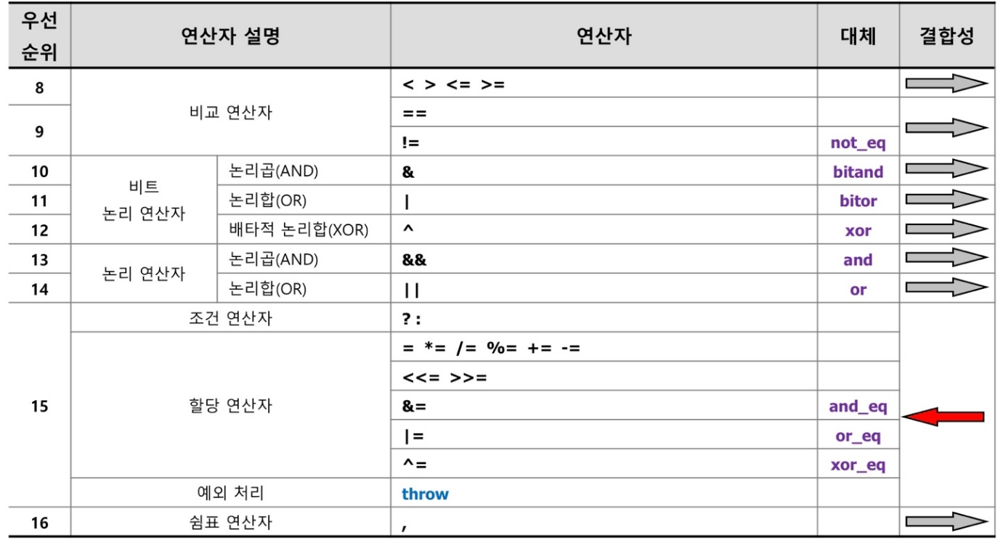 우선
순위
연산자 설명
연산자
대체
결합성
8
비교 연산자
< > <= >=
9
==
!=
not_eq
10
비트
논리 연산자
논리곱(AND)
&
bitand
11
논리합(OR)
|
bitor
12
배타적 논리합(XOR)
^
xor
13
논리 연산자
논리곱(AND)
&&
and
14
논리합(OR)
||
or
15
조건 연산자
? :
할당 연산자
= *= /= %= += -=
<<= >>=
&=
and_eq
|=
or_eq
^=
xor_eq
예외 처리
throw
16
쉼표 연산자
,